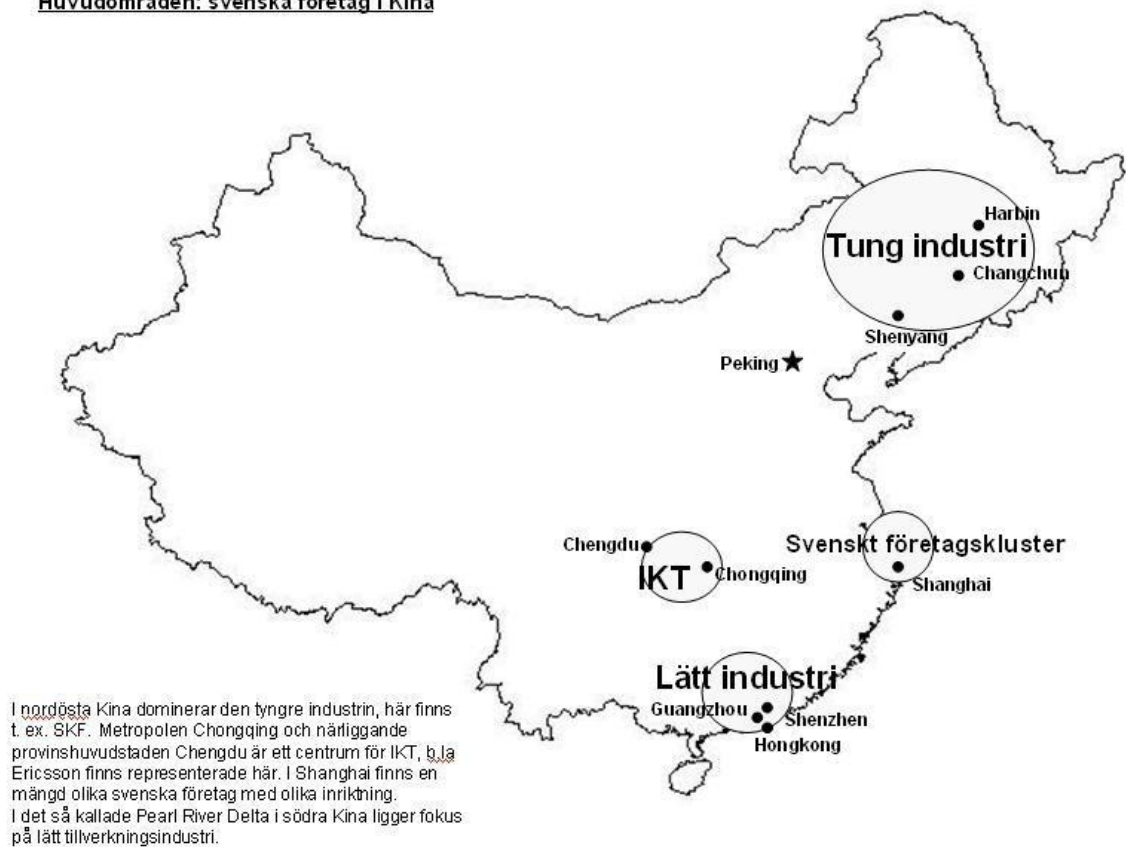 Huvudområden: svenska företag i Kina
Harbin
Tung industri
Changchun
Shenyang
Peking
Svenskt företagskluster
Chengdu
IKT
Chongqing
Shanghai
Lätt industri
Guangzhou
Shenzhen
Hongkong
I nordösta Kina dominerar den tyngre industrin, här finns
t. ex. SKF. Metropolen Chongqing och närliggande
provinshuvudstaden Chengdu är ett centrum för IKT, b.la
Ericsson finns representerade här. I Shanghai finns en
mängd olika svenska företag med olika inriktning.
I det så kallade Pearl River Delta i södra Kina ligger fokus
på lätt tillverkningsindustri.